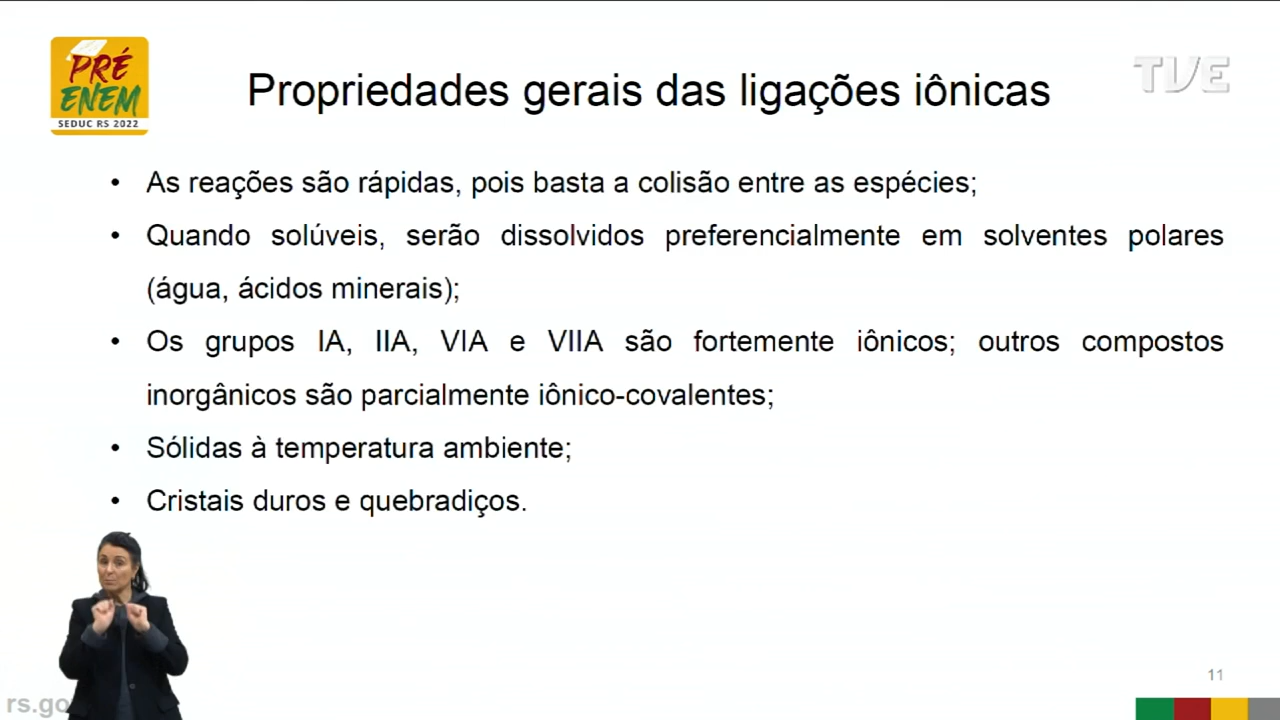 PRÉ
ENEM
SEDUC RS 2022
Propriedades gerais das ligações iônicas
TVE
• As reações são rápidas, pois basta a colisão entre as espécies;
• Quando solúveis, serão dissolvidos preferencialmente em solventes polares
(água, ácidos minerais);
• Os grupos IA, IIA, VIA e VIIA são fortemente iônicos; outros compostos
inorgânicos são parcialmente iônico-covalentes;
• Sólidas à temperatura ambiente;
• Cristais duros e quebradiços.
11
rs.go